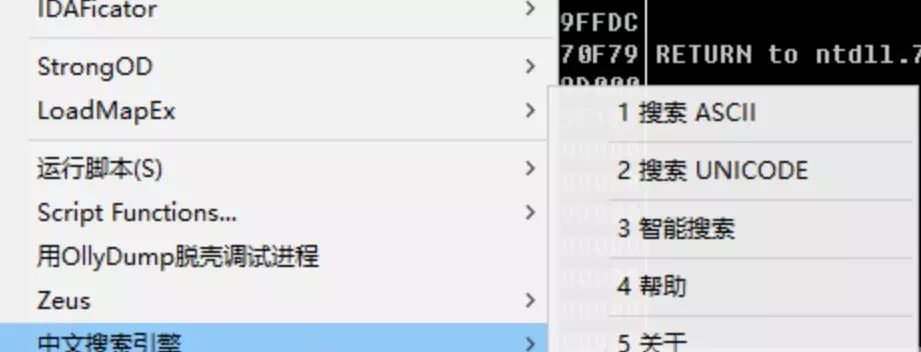 IDAFicator
StrongOD
LoadMapEx
运行脚本(S)
Script Functions...
用OllyDump脱壳调试进程
Zeus
中文搜索引擎
9FFDC
70F79 RETURN to ntdll.7
1 搜索 ASCII
2 搜索 UNICODE
3 智能搜索
4 帮助
5 关于